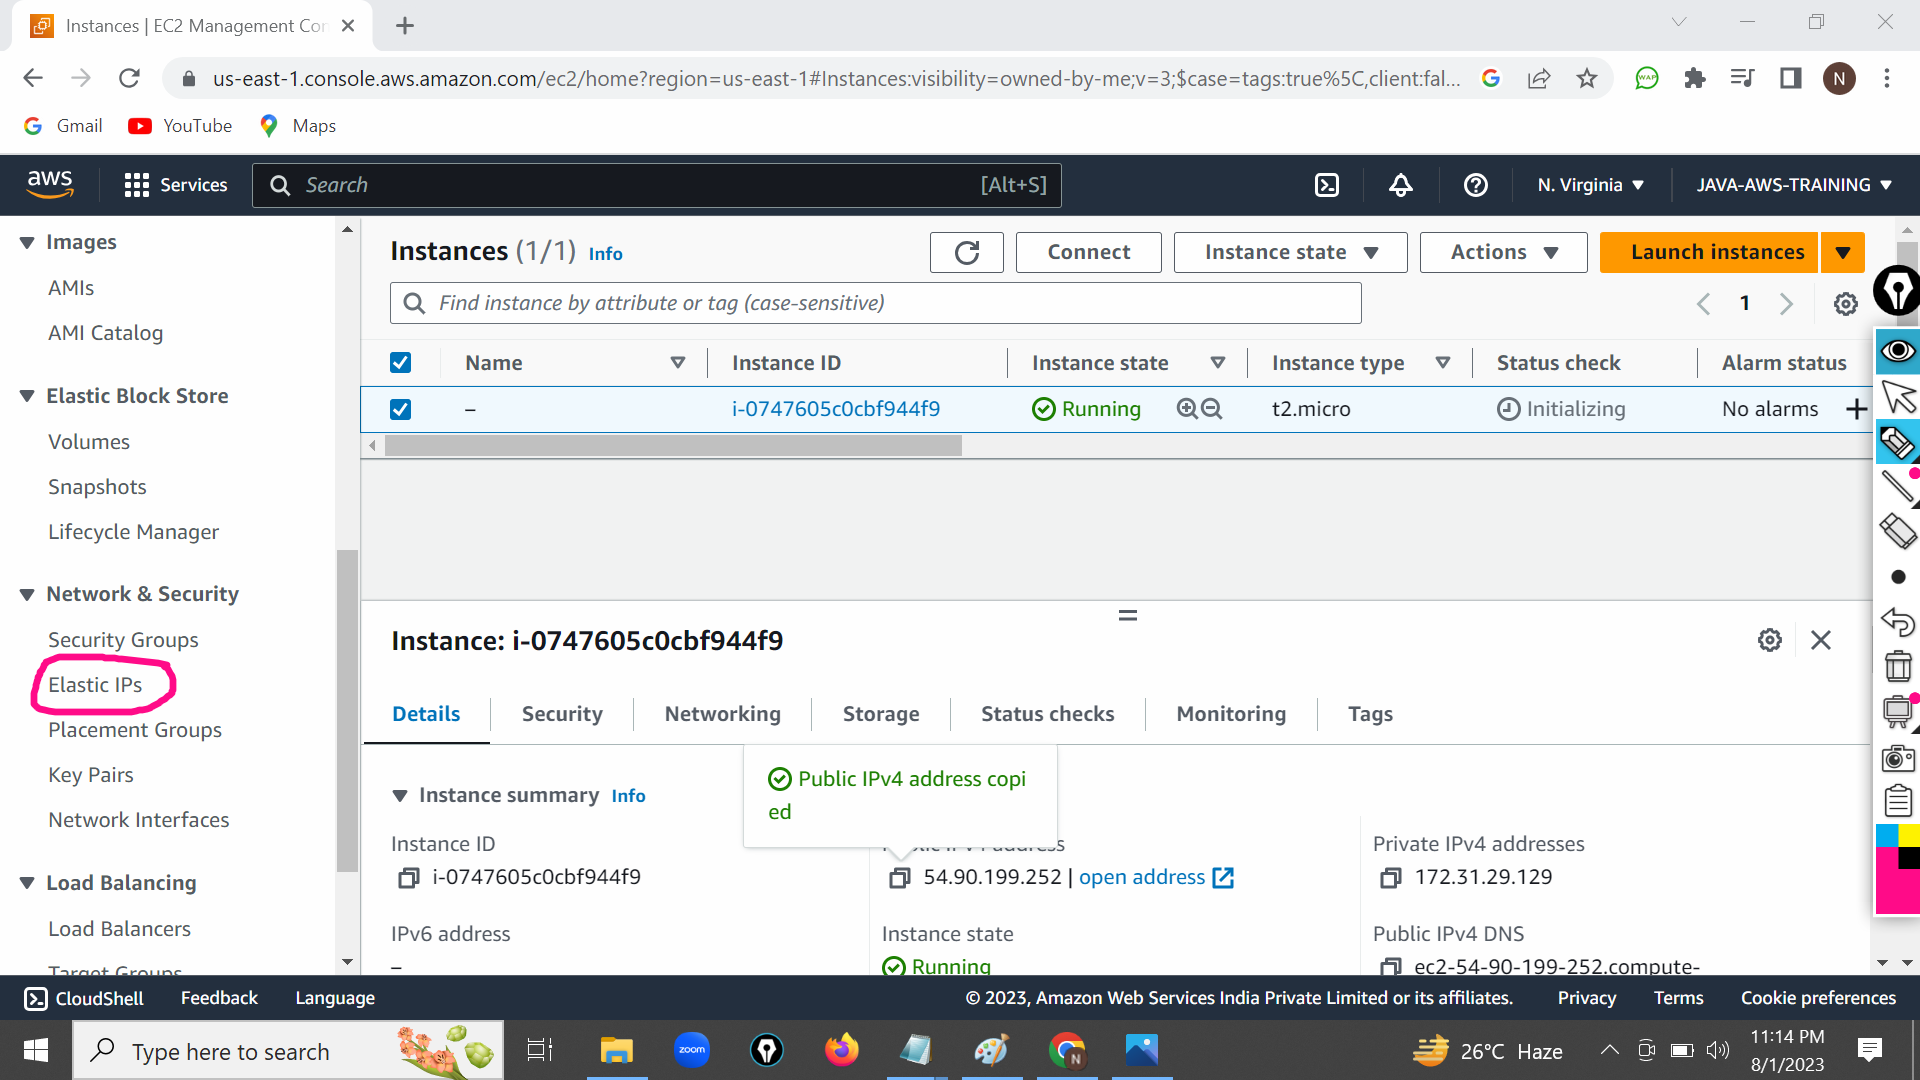 Instances | EC2 Management Con
us-east-1.console.aws.amazon.com/ec2/home?region=us-east-1#Instances:visibility=owned-by-me;v=3;$case=tags:true%5C,client:fal...
N
Gmail YouTube Maps
aws Services Search [Alt+S] N. Virginia JAVA-AWS-TRAINING
Images
AMIs
AMI Catalog
Elastic Block Store
Volumes
Snapshots
Lifecycle Manager
Network & Security
Security Groups
Elastic IPs
Placement Groups
Key Pairs
Network Interfaces
Load Balancing
Load Balancers
Target Groups
Instances (1/1) Info Connect Instance state Actions Launch instances
Find instance by attribute or tag (case-sensitive) 1
Name Instance ID Instance state Instance type Status check Alarm status
– i-0747605c0cbf944f9 Running t2.micro Initializing No alarms
Instance: i-0747605c0cbf944f9
Details Security Networking Storage Status checks Monitoring Tags
Public IPv4 address copi
ed
Instance summary Info
Instance ID Private IPv4 addresses
i-0747605c0cbf944f9 54.90.199.252 | open address 172.31.29.129
IPv6 address Instance state Public IPv4 DNS
– Running ec2-54-90-199-252.compute-
CloudShell Feedback Language © 2023, Amazon Web Services India Private Limited or its affiliates. Privacy Terms Cookie preferences
Type here to search zoom N 26°C Haze 11:14 PM
8/1/2023